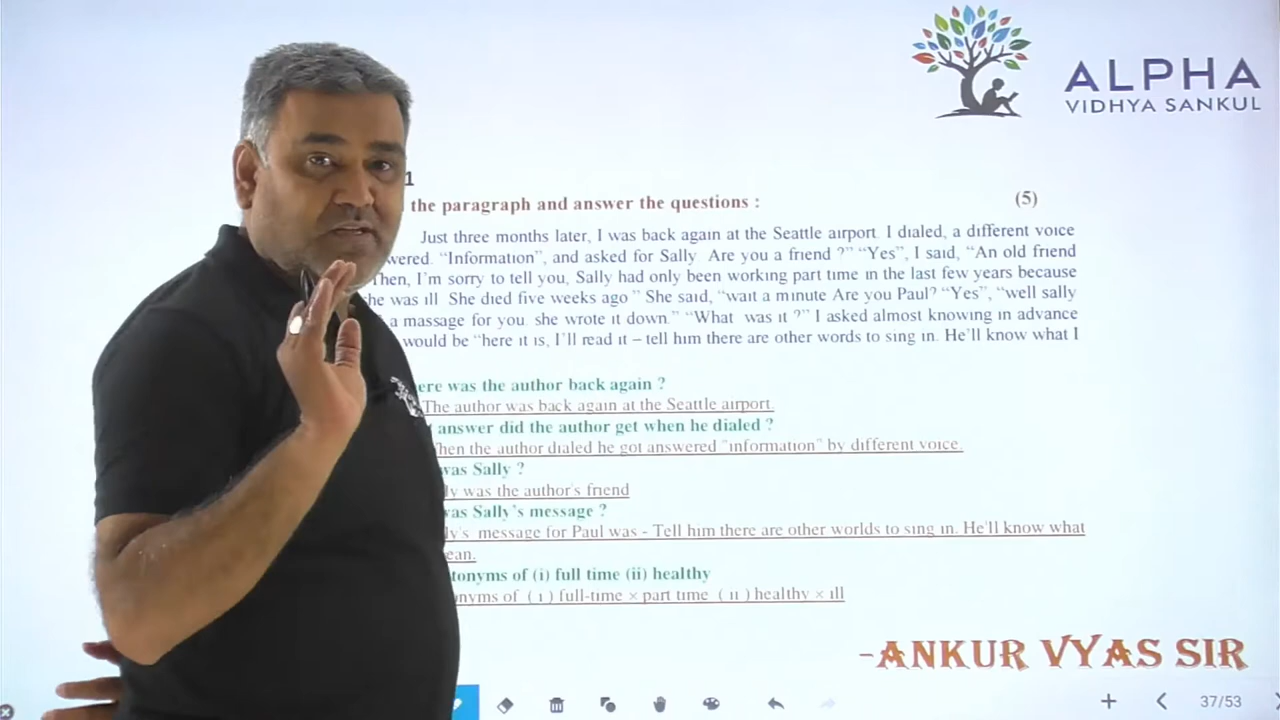 ALPHA
VIDHYA SANKUL
1
the paragraph and answer the questions :
(5)
Just three months later, I was back again at the Seattle airport. I dialed, a different voice
wered. “Information”, and asked for Sally Are you a friend ?” “Yes”, I said, “An old friend
Then, I'm sorry to tell you, Sally had only been working part time in the last few years because
he was ill She died five weeks ago ” She said, “wait a minute Are you Paul? “Yes”, “well sally
a massage for you she wrote it down.” “What was it ?” I asked almost knowing in advance
would be “here it is, I'll read it – tell him there are other words to sing in. He'll know what I
ere was the author back again ?
The author was back again at the Seattle airport.
answer did the author get when he dialed ?
hen the author dialed he got answered "information" by different voice.
was Sally ?
ly was the author's friend
was Sally's message ?
ly's message for Paul was - Tell him there are other worlds to sing in. He'll know what
ean.
tonyms of (i) full time (ii) healthy
onyms of ( i ) full-time × part time ( ii ) healthy × ill
-ANKUR VYAS SIR
37/53